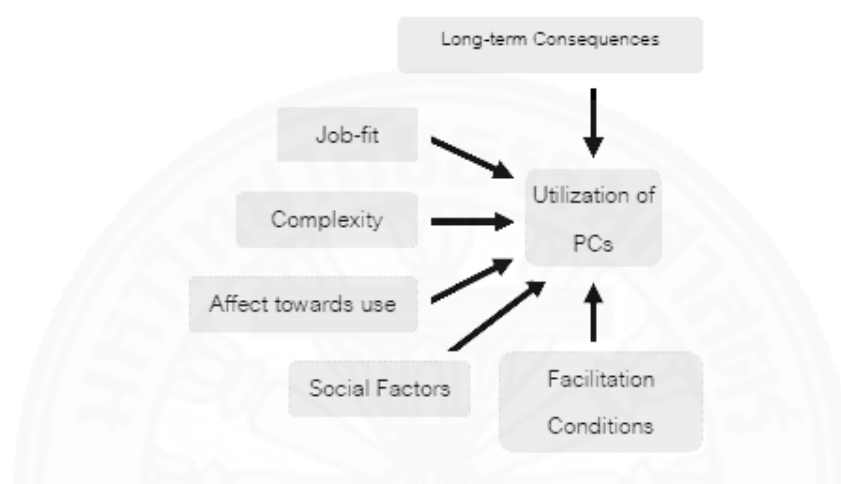 Long-term Consequences
Job-fit
Utilization of
PCs
Complexity
Affect towards use
Social Factors
Facilitation
Conditions